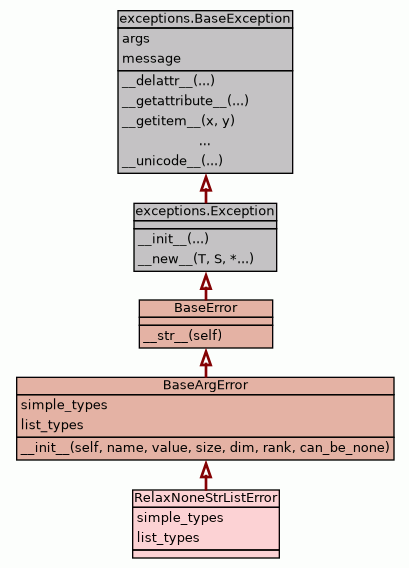 exceptions.BaseException
args
message
__delattr__(...)
__getattribute__(...)
__getitem__(x, y)
...
__unicode__(...)
exceptions.Exception
__init__(...)
__new__(T, S, *...)
BaseError
__str__(self)
BaseArgError
simple_types
list_types
__init__(self, name, value, size, dim, rank, can_be_none)
RelaxNoneStrListError
simple_types
list_types